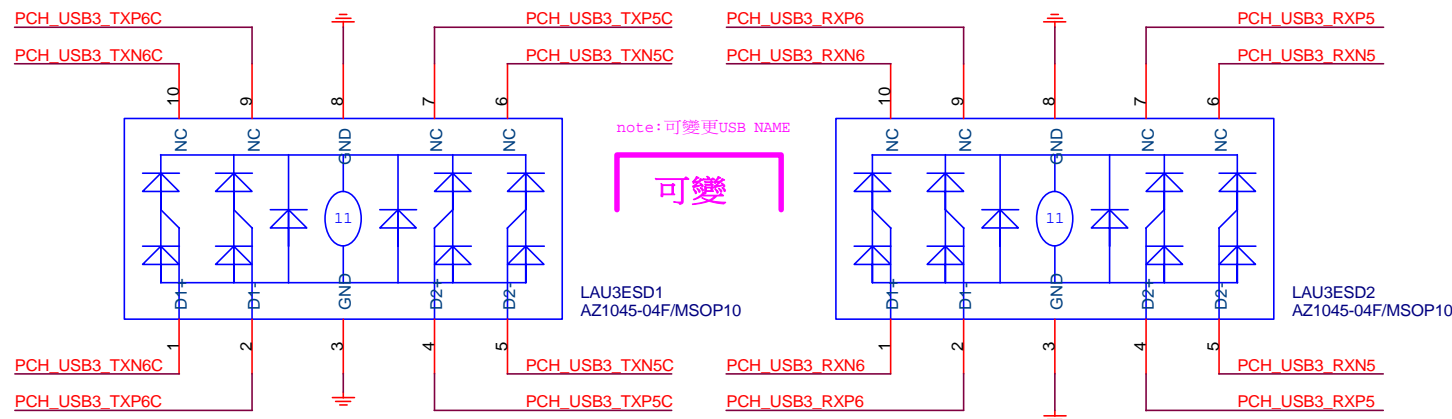 PCH_USB3_TXP6C
PCH_USB3_TXP5C
PCH_USB3_RXP6
PCH_USB3_RXP5
PCH_USB3_TXN6C
PCH_USB3_TXN5C
PCH_USB3_RXN6
PCH_USB3_RXN5
10 9 8 7 6
10 9 8 7 6
NC NC GND NC NC
NC NC GND NC NC
note:可變更USB NAME
可變
11
11
D1+ D1- GND D2+ D2-
D1+ D1- GND D2+ D2-
LAU3ESD1
AZ1045-04F/MSOP10
LAU3ESD2
AZ1045-04F/MSOP10
1 2 3 4 5
1 2 3 4 5
PCH_USB3_TXN6C
PCH_USB3_TXN5C
PCH_USB3_RXN6
PCH_USB3_RXN5
PCH_USB3_TXP6C
PCH_USB3_TXP5C
PCH_USB3_RXP6
PCH_USB3_RXP5